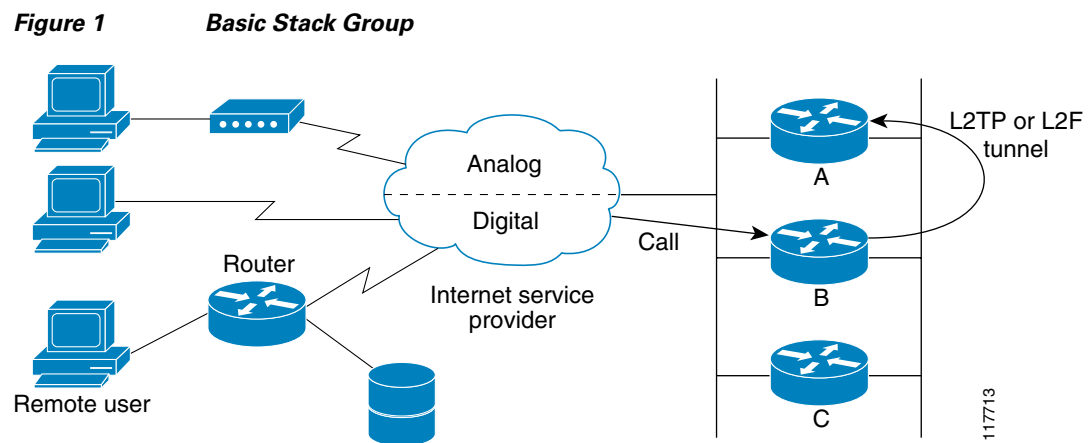 Figure 1 Basic Stack Group
Analog
Digital
Internet service
provider
Router
Remote user
Call
L2TP or L2F
tunnel
A
B
C
117713